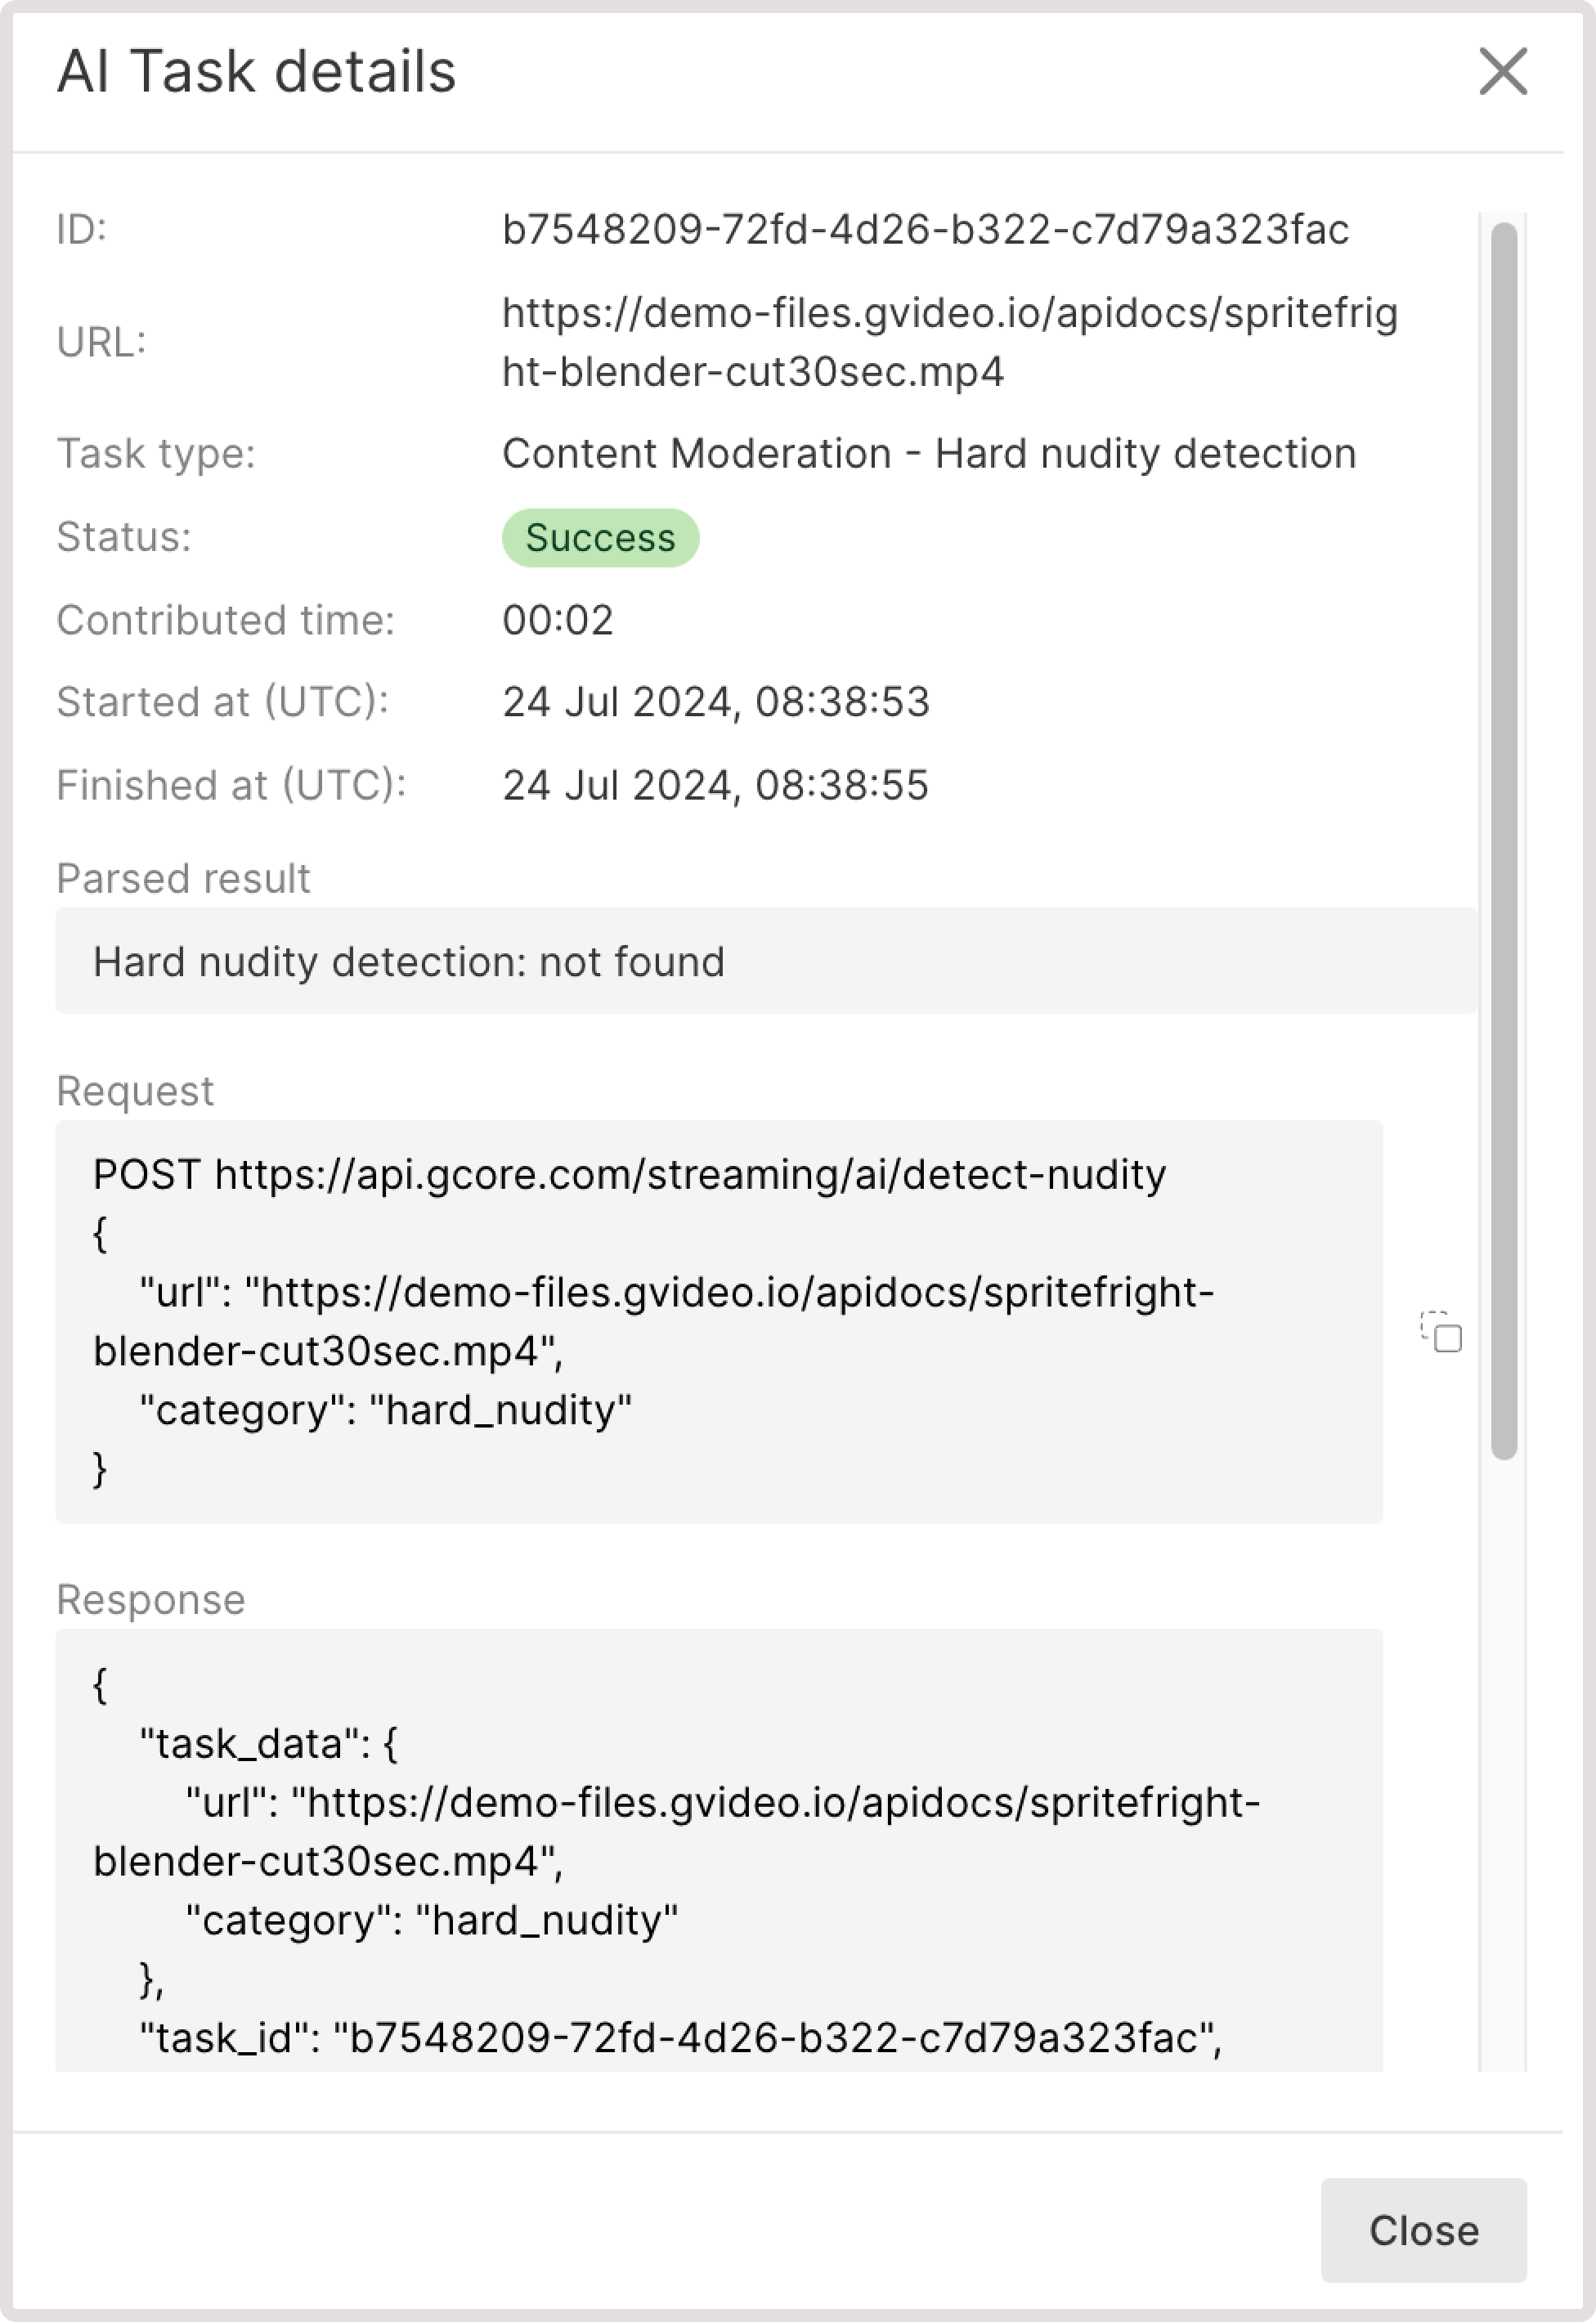 AI Task details
ID: b7548209-72fd-4d26-b322-c7d79a323fac
URL: https://demo-files.gvideo.io/apidocs/spritefrig
ht-blender-cut30sec.mp4
Task type: Content Moderation - Hard nudity detection
Status: Success
Contributed time: 00:02
Started at (UTC): 24 Jul 2024, 08:38:53
Finished at (UTC): 24 Jul 2024, 08:38:55
Parsed result
Hard nudity detection: not found
Request
POST https://api.gcore.com/streaming/ai/detect-nudity
{
"url": "https://demo-files.gvideo.io/apidocs/spritefright-
blender-cut30sec.mp4",
"category": "hard_nudity"
}
Response
{
"task_data": {
"url": "https://demo-files.gvideo.io/apidocs/spritefright-
blender-cut30sec.mp4",
"category": "hard_nudity"
},
"task_id": "b7548209-72fd-4d26-b322-c7d79a323fac",
Close